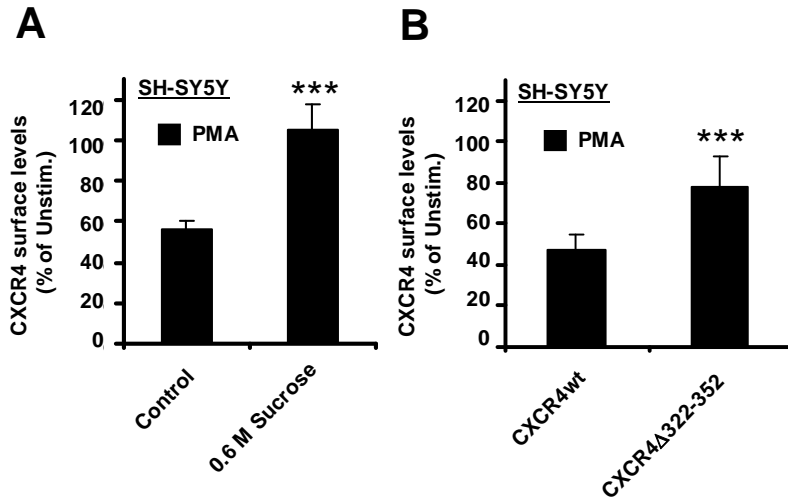 A
CXCR4 surface levels
(% of Unstim.)
SH-SY5Y
***
PMA
120
100
80
60
40
20
0
Control
0.6 M Sucrose
B
CXCR4 surface levels
(% of Unstim.)
SH-SY5Y
***
PMA
120
100
80
60
40
20
0
CXCR4wt
CXCR4Δ322-352